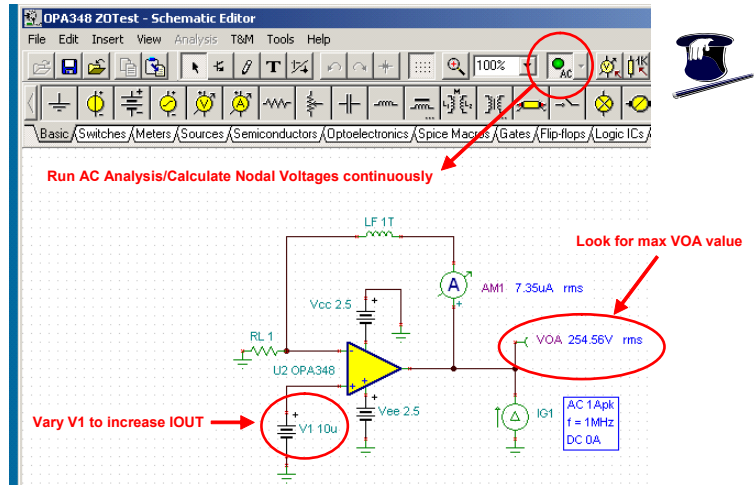 OPA348 ZOTest - Schematic Editor
File Edit Insert View Analysis T&M Tools Help
T 100% AC 1K
Basic Switches Meters Sources Semiconductors Optoelectronics Spice Macros Gates Flip-flops Logic ICs
Run AC Analysis/Calculate Nodal Voltages continuously
LF 1T
Look for max VOA value
A AM1 7.35uA rms
+
Vcc 2.5 +
VOA 254.56V rms
RL 1
U2 OPA348
Vee 2.5 +
IG1
AC 1Apk
f = 1MHz
DC 0A
Vary V1 to increase IOUT
+
V1 10u